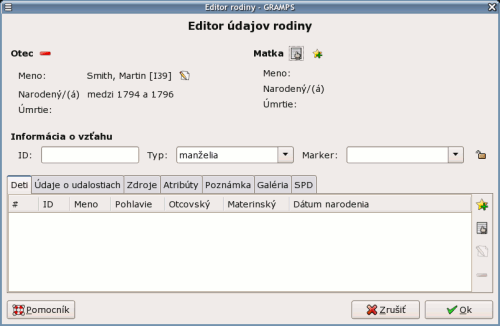 Editor rodiny - GRAMPS
Editor údajov rodiny
Otec
Matka
Meno: Smith, Martin [I39]
Meno:
Narodený/(á) medzi 1794 a 1796
Narodený/(á)
Úmrtie:
Úmrtie:
Informácia o vzťahu
ID: Typ: manželia Marker:
Deti Údaje o udalostiach Zdroje Atribúty Poznámka Galéria SPD
# ID Meno Pohlavie Otcovský Materinský Dátum narodenia
Pomocník Zrušiť Ok